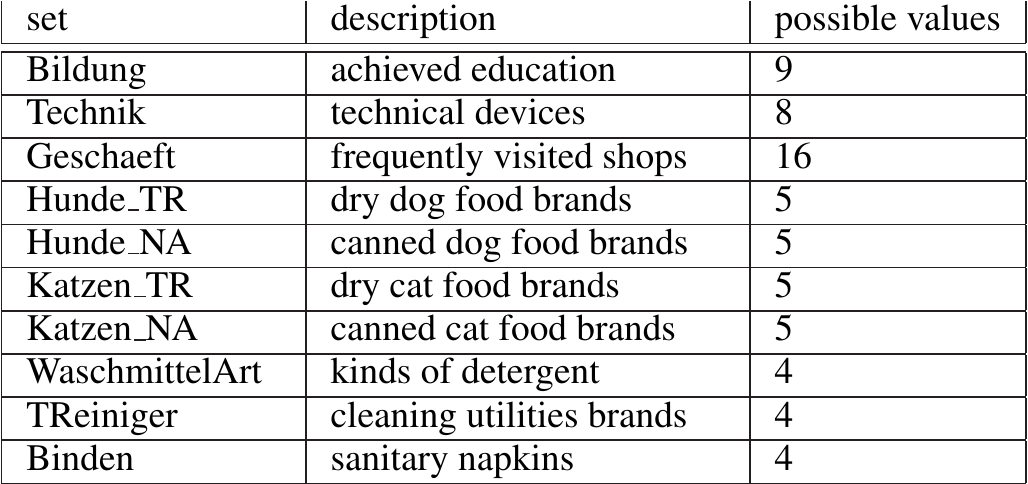 set description possible values
Bildung achieved education 9
Technik technical devices 8
Geschaeft frequently visited shops 16
Hunde_TR dry dog food brands 5
Hunde_NA canned dog food brands 5
Katzen_TR dry cat food brands 5
Katzen_NA canned cat food brands 5
WaschmittelArt kinds of detergent 4
TReiniger cleaning utilities brands 4
Binden sanitary napkins 4